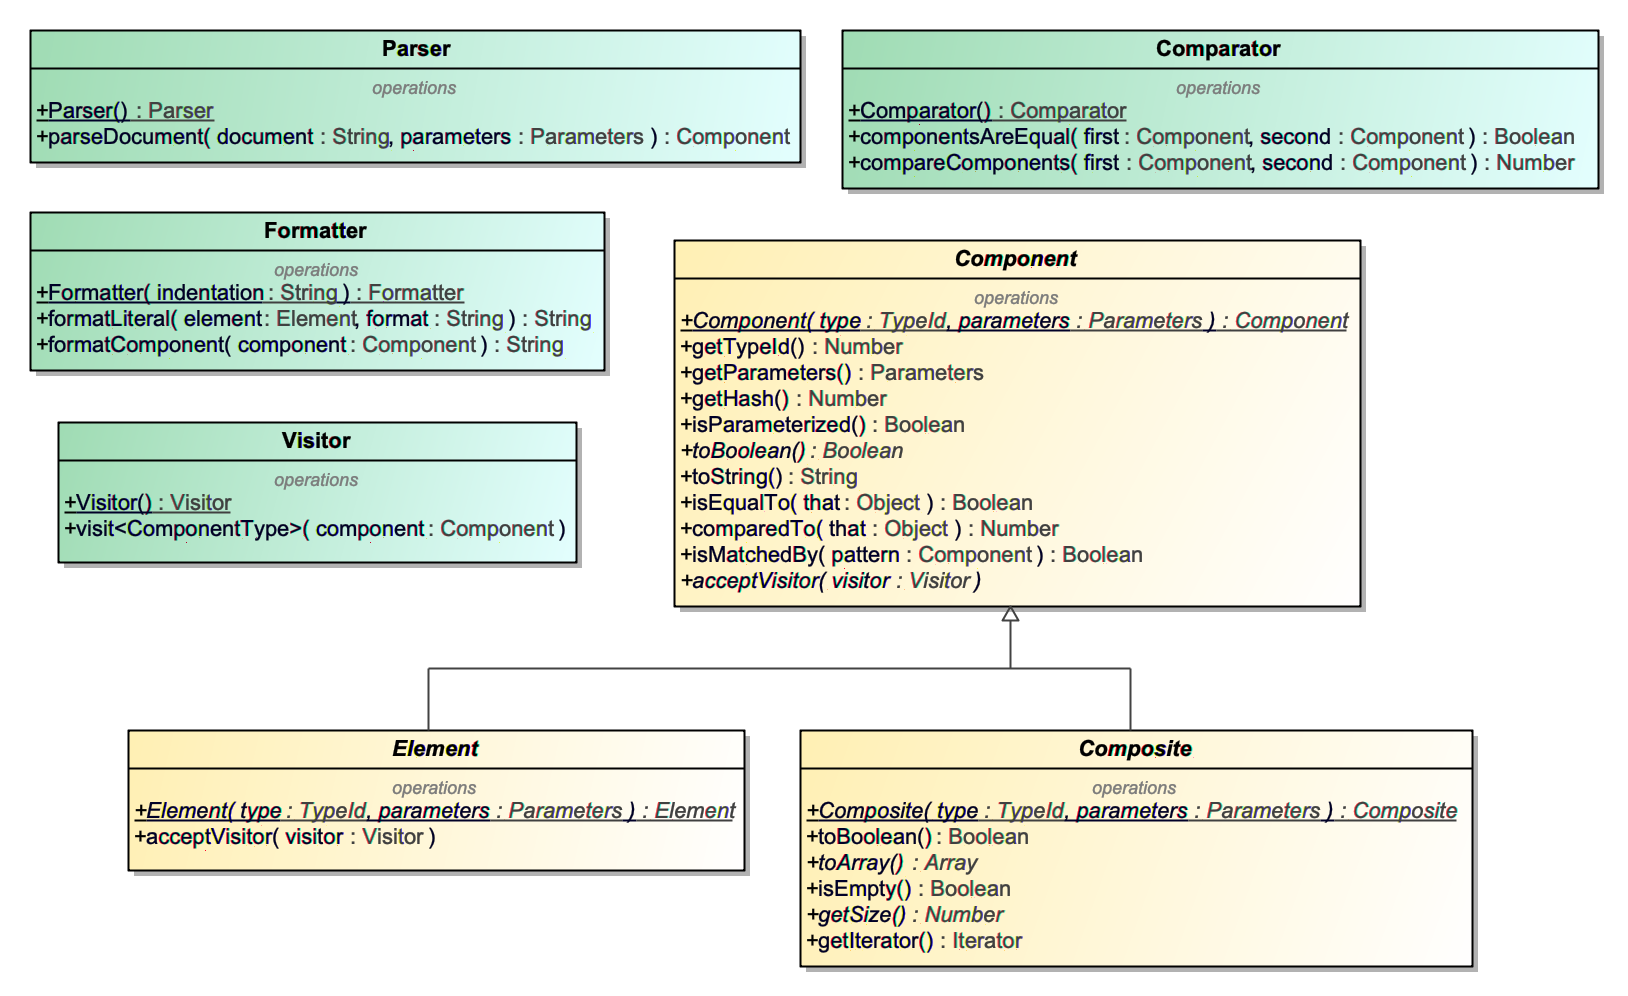 Parser
operations
+Parser() : Parser
+parseDocument( document : String, parameters : Parameters ) : Component
Comparator
operations
+Comparator() : Comparator
+componentsAreEqual( first : Component, second : Component ) : Boolean
+compareComponents( first : Component, second : Component ) : Number
Formatter
operations
+Formatter( indentation : String ) : Formatter
+formatLiteral( element : Element, format : String ) : String
+formatComponent( component : Component ) : String
Component
operations
+Component( type : TypeId, parameters : Parameters ) : Component
+getTypeId() : Number
+getParameters() : Parameters
+getHash() : Number
+isParameterized() : Boolean
+toBoolean() : Boolean
+toString() : String
+isEqualTo( that : Object ) : Boolean
+comparedTo( that : Object ) : Number
+isMatchedBy( pattern : Component ) : Boolean
+acceptVisitor( visitor : Visitor )
Visitor
operations
+Visitor() : Visitor
+visit<ComponentType>( component : Component )
Element
operations
+Element( type : TypeId, parameters : Parameters ) : Element
+acceptVisitor( visitor : Visitor )
Composite
operations
+Composite( type : TypeId, parameters : Parameters ) : Composite
+toBoolean() : Boolean
+toArray() : Array
+isEmpty() : Boolean
+getSize() : Number
+getIterator() : Iterator